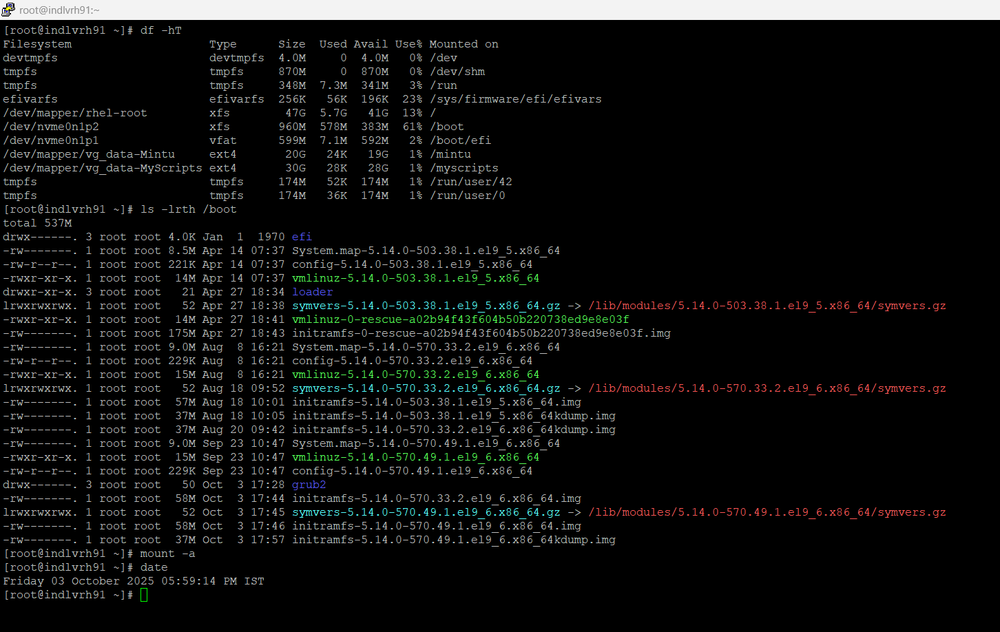 root@indlvrh91:~
[root@indlvrh91 ~]# df -hT
Filesystem                    Type      Size  Used Avail Use% Mounted on
devtmpfs                      devtmpfs  4.0M     0  4.0M   0% /dev
tmpfs                         tmpfs     870M     0  870M   0% /dev/shm
tmpfs                         tmpfs     348M  7.3M  341M   3% /run
efivarfs                      efivarfs  256K   56K  196K  23% /sys/firmware/efi/efivars
/dev/mapper/rhel-root         xfs        47G  5.7G   41G  13% /
/dev/nvme0n1p2                xfs       960M  578M  383M  61% /boot
/dev/nvme0n1p1                vfat      599M  7.1M  592M   2% /boot/efi
/dev/mapper/vg_data-Mintu     ext4       20G   24K   19G   1% /mintu
/dev/mapper/vg_data-MyScripts ext4       30G   28K   28G   1% /myscripts
tmpfs                         tmpfs     174M   52K  174M   1% /run/user/42
tmpfs                         tmpfs     174M   36K  174M   1% /run/user/0
[root@indlvrh91 ~]# ls -lrth /boot
total 537M
drwx------. 3 root root 4.0K Jan  1  1970 efi
-rw-------. 1 root root 8.5M Apr 14 07:37 System.map-5.14.0-503.38.1.el9_5.x86_64
-rw-r--r--. 1 root root 221K Apr 14 07:37 config-5.14.0-503.38.1.el9_5.x86_64
-rwxr-xr-x. 1 root root  14M Apr 14 07:37 vmlinuz-5.14.0-503.38.1.el9_5.x86_64
drwxr-xr-x. 3 root root   21 Apr 27 18:34 loader
lrwxrwxrwx. 1 root root   52 Apr 27 18:38 symvers-5.14.0-503.38.1.el9_5.x86_64.gz -> /lib/modules/5.14.0-503.38.1.el9_5.x86_64/symvers.gz
-rwxr-xr-x. 1 root root  14M Apr 27 18:41 vmlinuz-0-rescue-a02b94f43f604b50b220738ed9e8e03f
-rw-------. 1 root root 175M Apr 27 18:43 initramfs-0-rescue-a02b94f43f604b50b220738ed9e8e03f.img
-rw-------. 1 root root 9.0M Aug  8 16:21 System.map-5.14.0-570.33.2.el9_6.x86_64
-rw-r--r--. 1 root root 229K Aug  8 16:21 config-5.14.0-570.33.2.el9_6.x86_64
-rwxr-xr-x. 1 root root  15M Aug  8 16:21 vmlinuz-5.14.0-570.33.2.el9_6.x86_64
lrwxrwxrwx. 1 root root   52 Aug 18 09:52 symvers-5.14.0-570.33.2.el9_6.x86_64.gz -> /lib/modules/5.14.0-570.33.2.el9_6.x86_64/symvers.gz
-rw-------. 1 root root  57M Aug 18 10:01 initramfs-5.14.0-503.38.1.el9_5.x86_64.img
-rw-------. 1 root root  37M Aug 18 10:05 initramfs-5.14.0-503.38.1.el9_5.x86_64kdump.img
-rw-------. 1 root root  37M Aug 20 09:42 initramfs-5.14.0-570.33.2.el9_6.x86_64kdump.img
-rw-------. 1 root root 9.0M Sep 23 10:47 System.map-5.14.0-570.49.1.el9_6.x86_64
-rwxr-xr-x. 1 root root  15M Sep 23 10:47 vmlinuz-5.14.0-570.49.1.el9_6.x86_64
-rw-r--r--. 1 root root 229K Sep 23 10:47 config-5.14.0-570.49.1.el9_6.x86_64
drwx------. 3 root root   50 Oct  3 17:28 grub2
-rw-------. 1 root root  58M Oct  3 17:44 initramfs-5.14.0-570.33.2.el9_6.x86_64.img
lrwxrwxrwx. 1 root root   52 Oct  3 17:45 symvers-5.14.0-570.49.1.el9_6.x86_64.gz -> /lib/modules/5.14.0-570.49.1.el9_6.x86_64/symvers.gz
-rw-------. 1 root root  58M Oct  3 17:46 initramfs-5.14.0-570.49.1.el9_6.x86_64.img
-rw-------. 1 root root  37M Oct  3 17:57 initramfs-5.14.0-570.49.1.el9_6.x86_64kdump.img
[root@indlvrh91 ~]# mount -a
[root@indlvrh91 ~]# date
Friday 03 October 2025 05:59:14 PM IST
[root@indlvrh91 ~]#